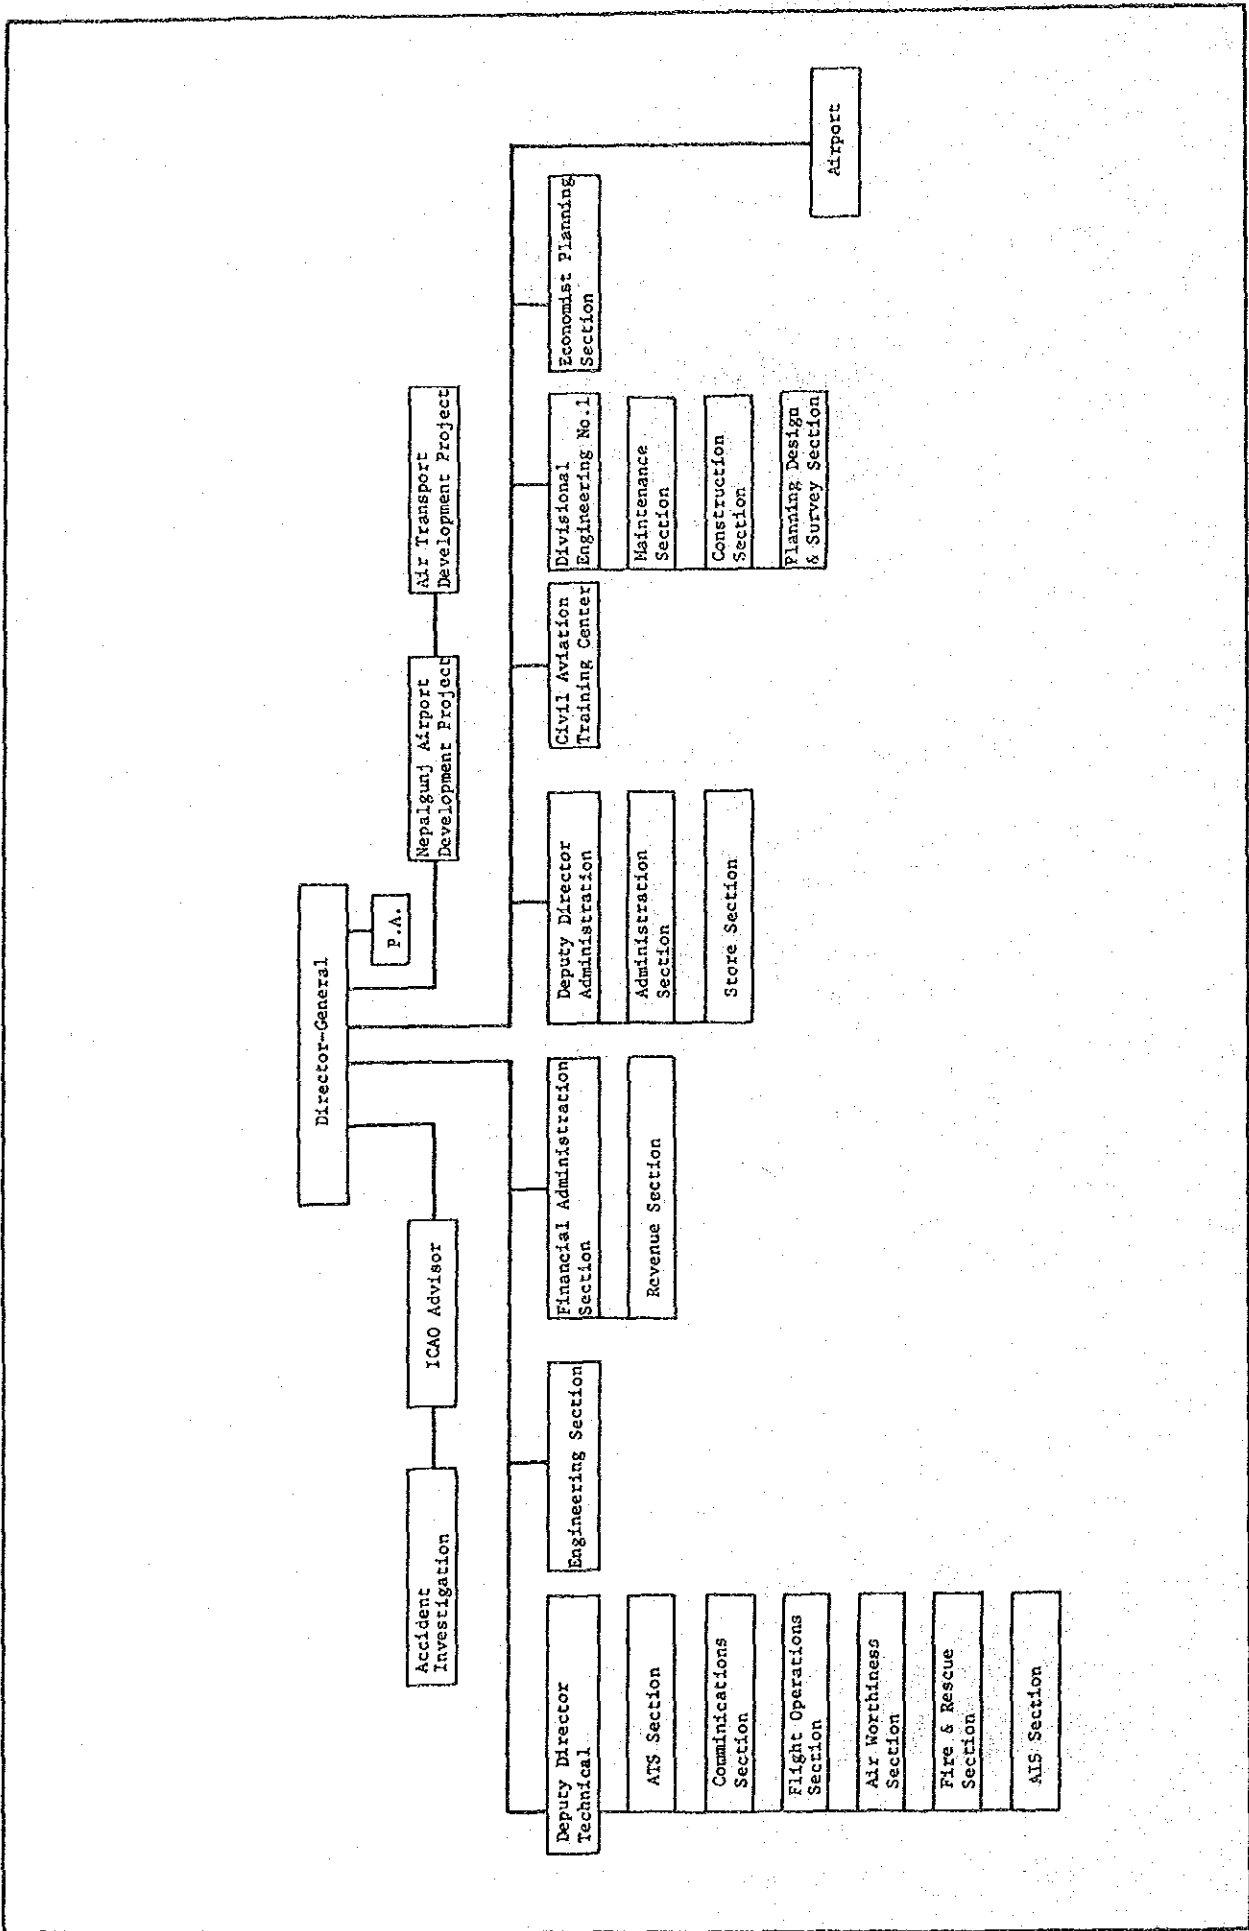 Director-General
P.A.
Accident
Investigation
ICAO Advisor
Nepalgunj Airport
Development Project
Air Transport
Development Project
Deputy Director
Technical
ATS Section
Comminications
Section
Flight Operations
Section
Air Worthiness
Section
Fire & Rescue
Section
AIS Section
Engineering Section
Financial Administration
Section
Revenue Section
Deputy Director
Administration
Administration
Section
Store Section
Civil Aviation
Training Center
Divisional
Engineering No.1
Maintenance
Section
Construction
Section
Planning Design
& Survey Section
Economist Planning
Section
Airport